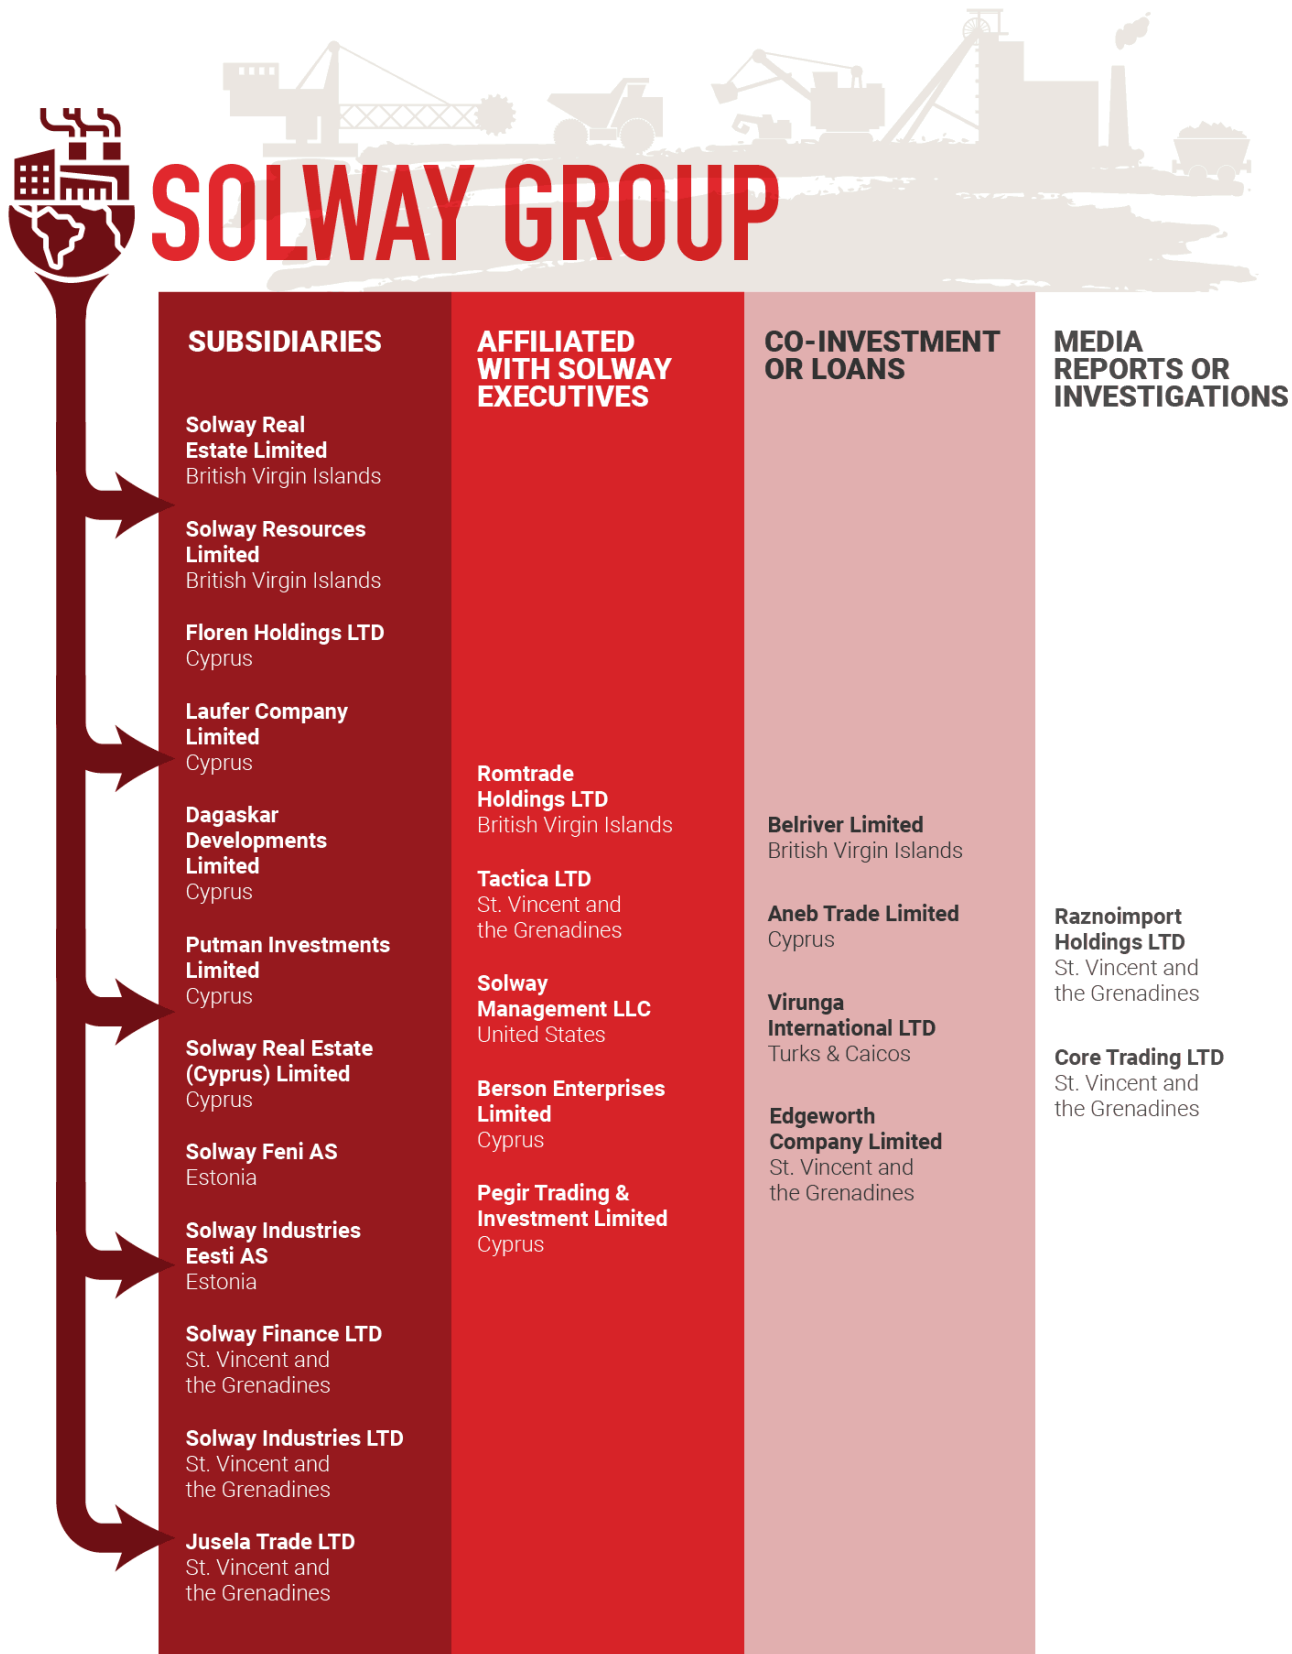 SOLWAY GROUP
SUBSIDIARIES
Solway Real
Estate Limited
British Virgin Islands
Solway Resources
Limited
British Virgin Islands
Floren Holdings LTD
Cyprus
Laufer Company
Limited
Cyprus
Dagaskar
Developments
Limited
Cyprus
Putman Investments
Limited
Cyprus
Solway Real Estate
(Cyprus) Limited
Cyprus
Solway Feni AS
Estonia
Solway Industries
Eesti AS
Estonia
Solway Finance LTD
St. Vincent and
the Grenadines
Solway Industries LTD
St. Vincent and
the Grenadines
Jusela Trade LTD
St. Vincent and
the Grenadines
AFFILIATED
WITH SOLWAY
EXECUTIVES
Romtrade
Holdings LTD
British Virgin Islands
Tactica LTD
St. Vincent and
the Grenadines
Solway
Management LLC
United States
Berson Enterprises
Limited
Cyprus
Pegir Trading &
Investment Limited
Cyprus
CO-INVESTMENT
OR LOANS
Belriver Limited
British Virgin Islands
Aneb Trade Limited
Cyprus
Virunga
International LTD
Turks & Caicos
Edgeworth
Company Limited
St. Vincent and
the Grenadines
MEDIA
REPORTS OR
INVESTIGATIONS
Raznoimport
Holdings LTD
St. Vincent and
the Grenadines
Core Trading LTD
St. Vincent and
the Grenadines